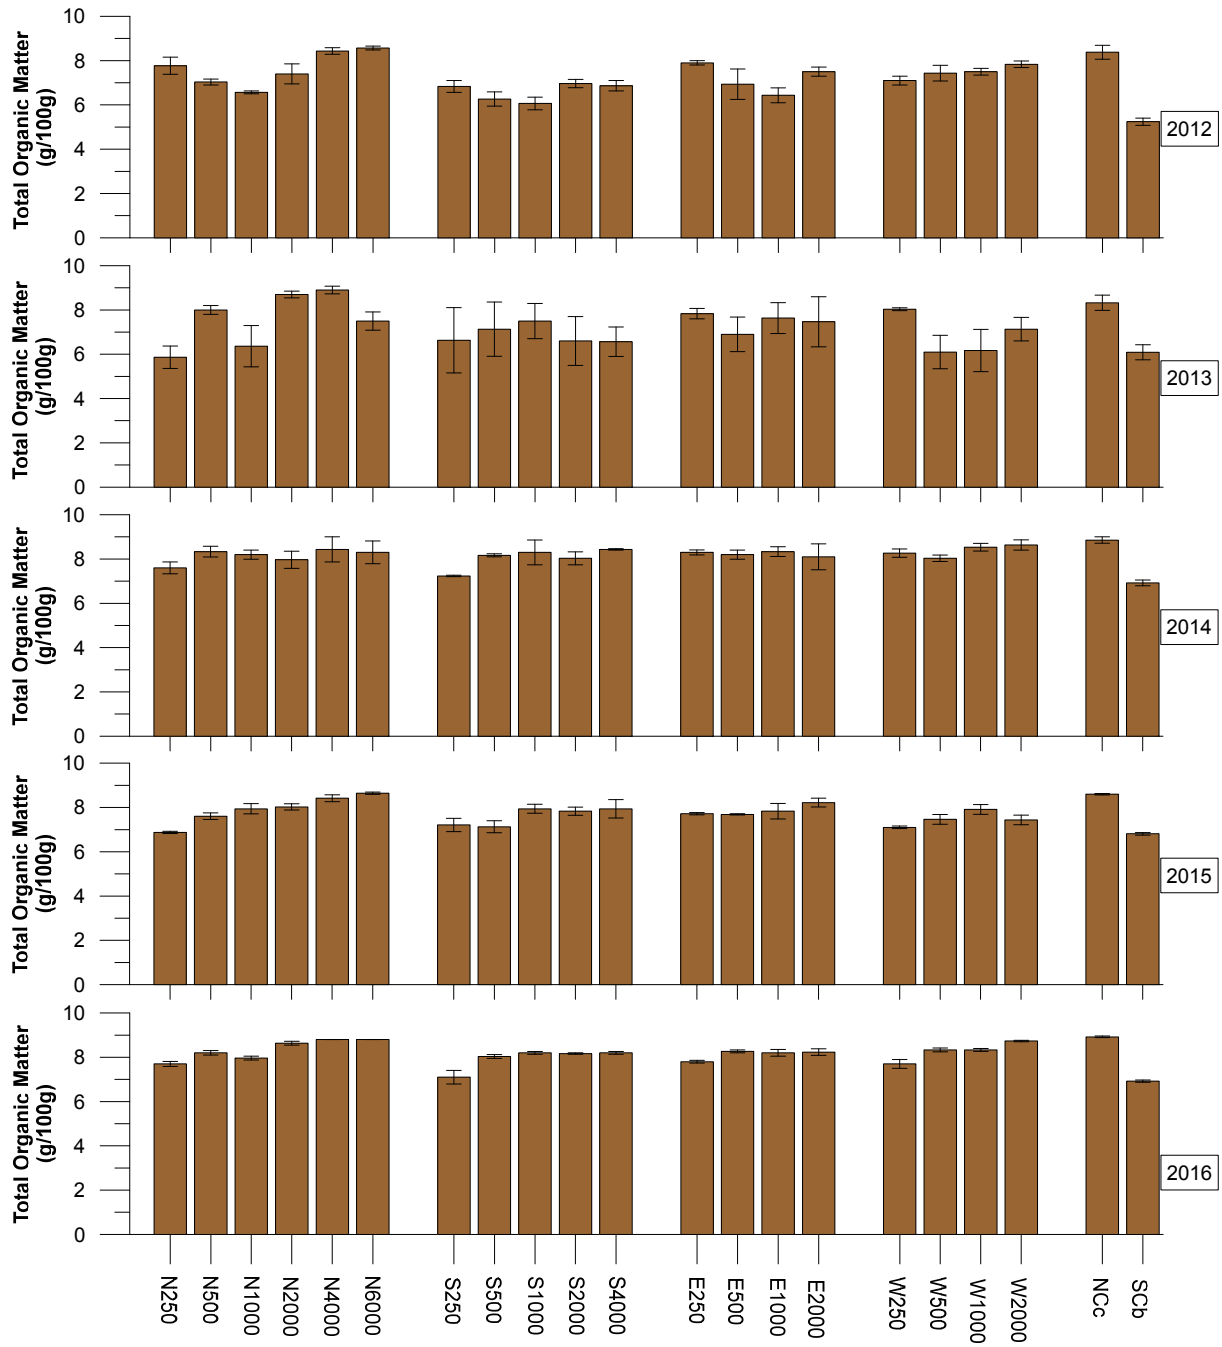 Total Organic Matter
(g/100g)
10
8
6
4
2
0
2012
Total Organic Matter
(g/100g)
10
8
6
4
2
0
2013
Total Organic Matter
(g/100g)
10
8
6
4
2
0
2014
Total Organic Matter
(g/100g)
10
8
6
4
2
0
2015
Total Organic Matter
(g/100g)
10
8
6
4
2
0
2016
N250
N500
N1000
N2000
N4000
N6000
S250
S500
S1000
S2000
S4000
E250
E500
E1000
E2000
W250
W500
W1000
W2000
NCc
SCb